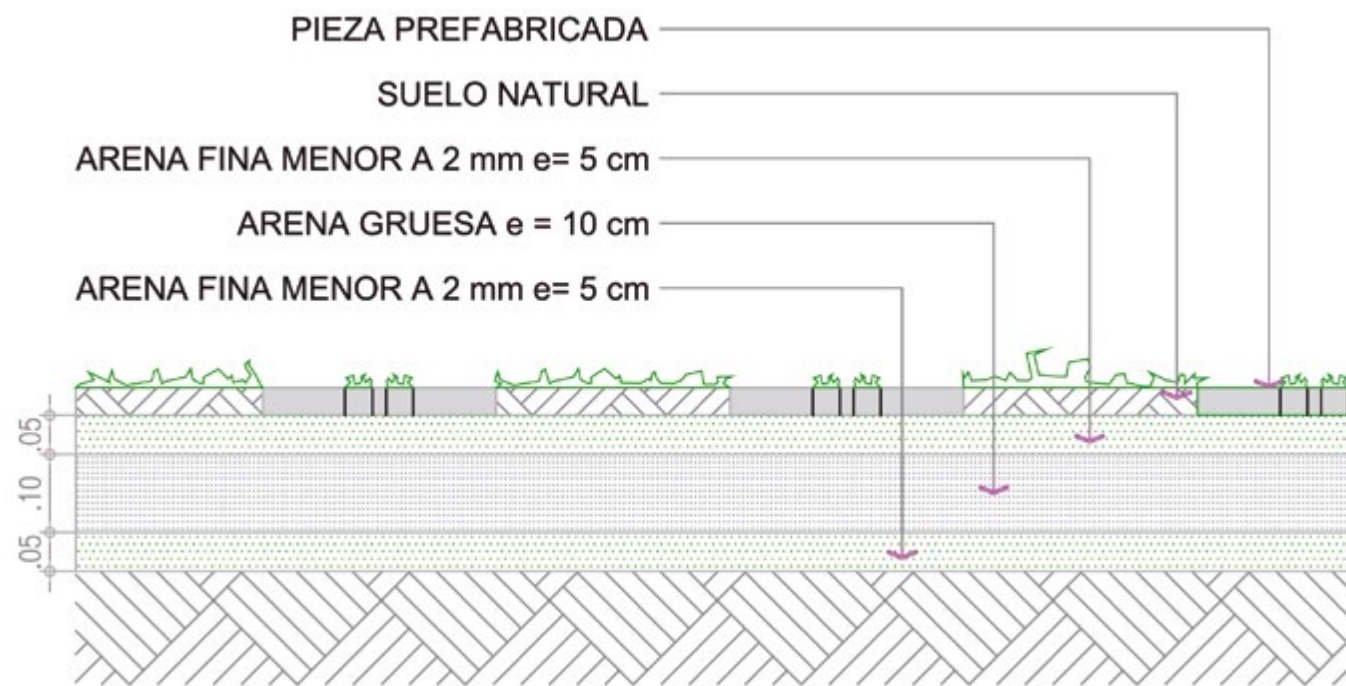 PIEZA PREFABRICADA
SUELO NATURAL
ARENA FINA MENOR A 2 mm e= 5 cm
ARENA GRUESA e = 10 cm
ARENA FINA MENOR A 2 mm e= 5 cm
.05
.10
.05